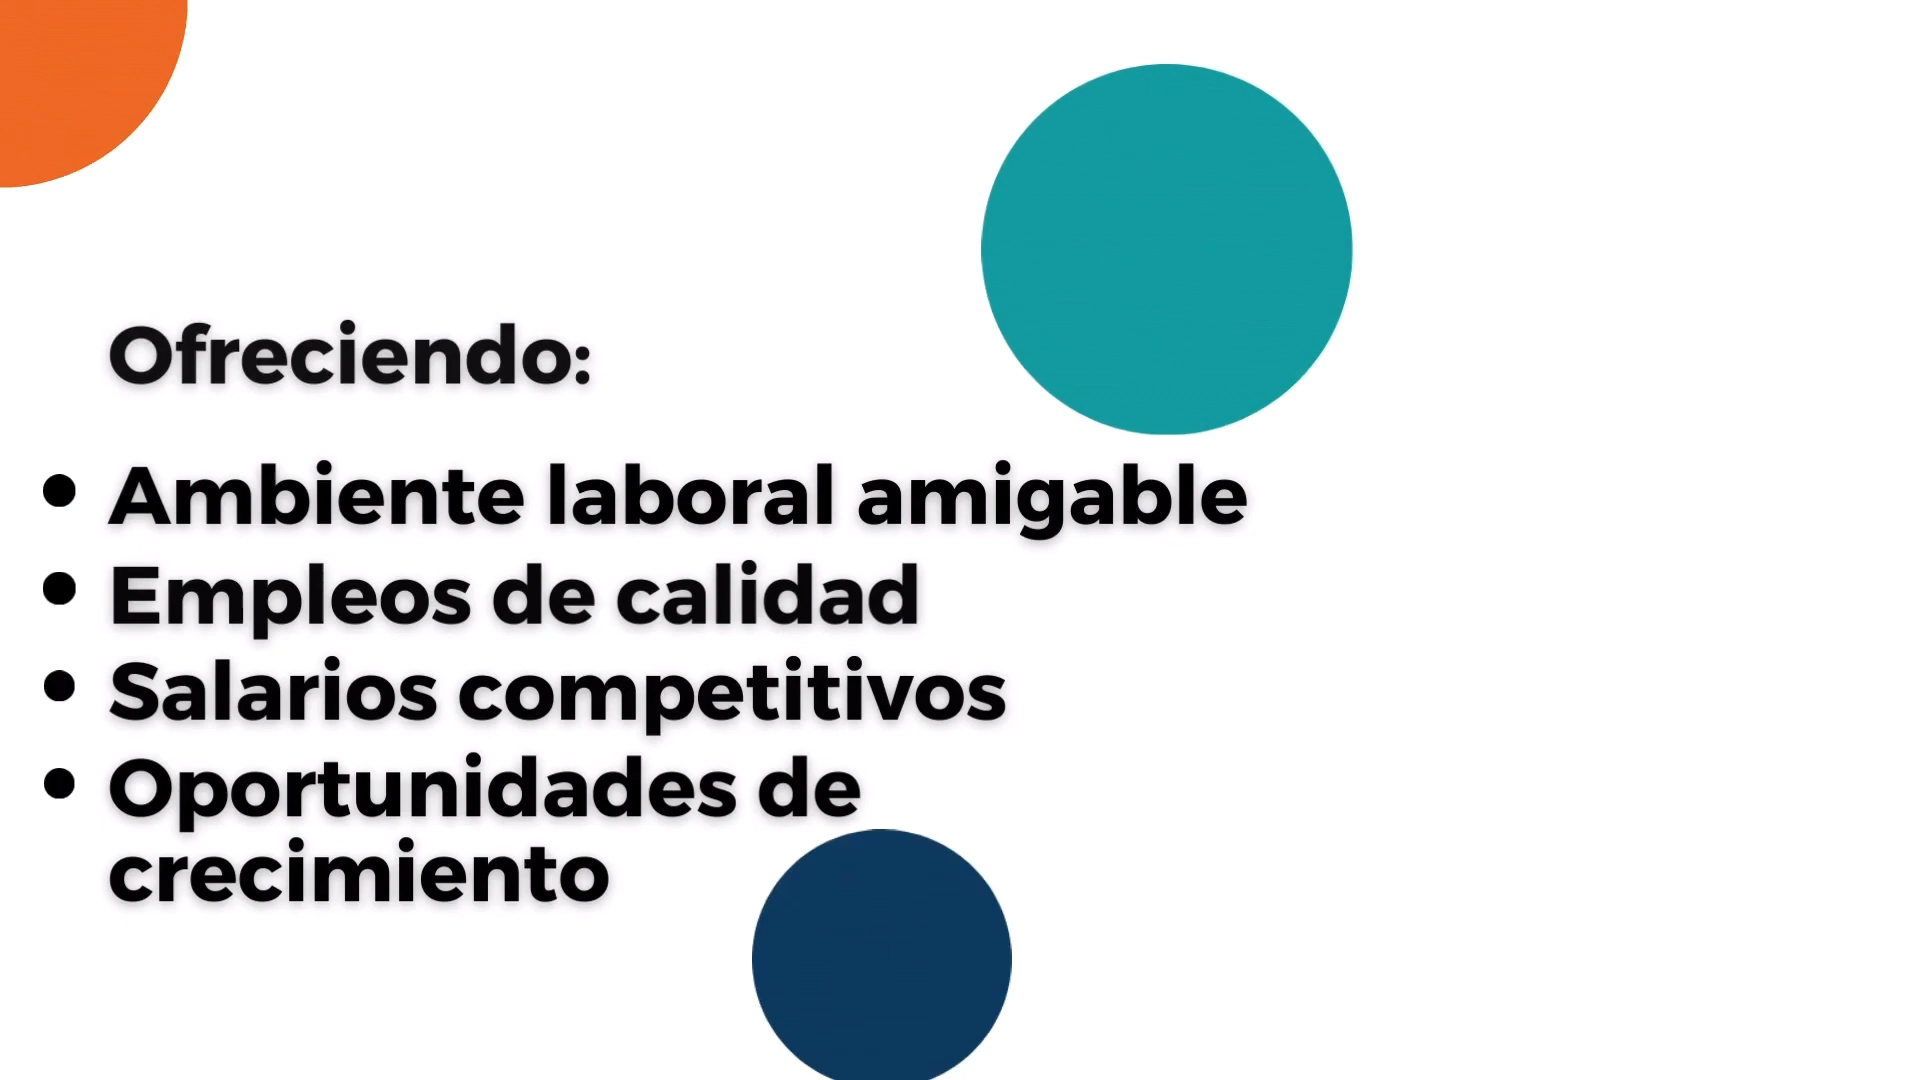 Ofreciendo:
• Ambiente laboral amigable
• Empleos de calidad
• Salarios competitivos
• Oportunidades de
crecimiento